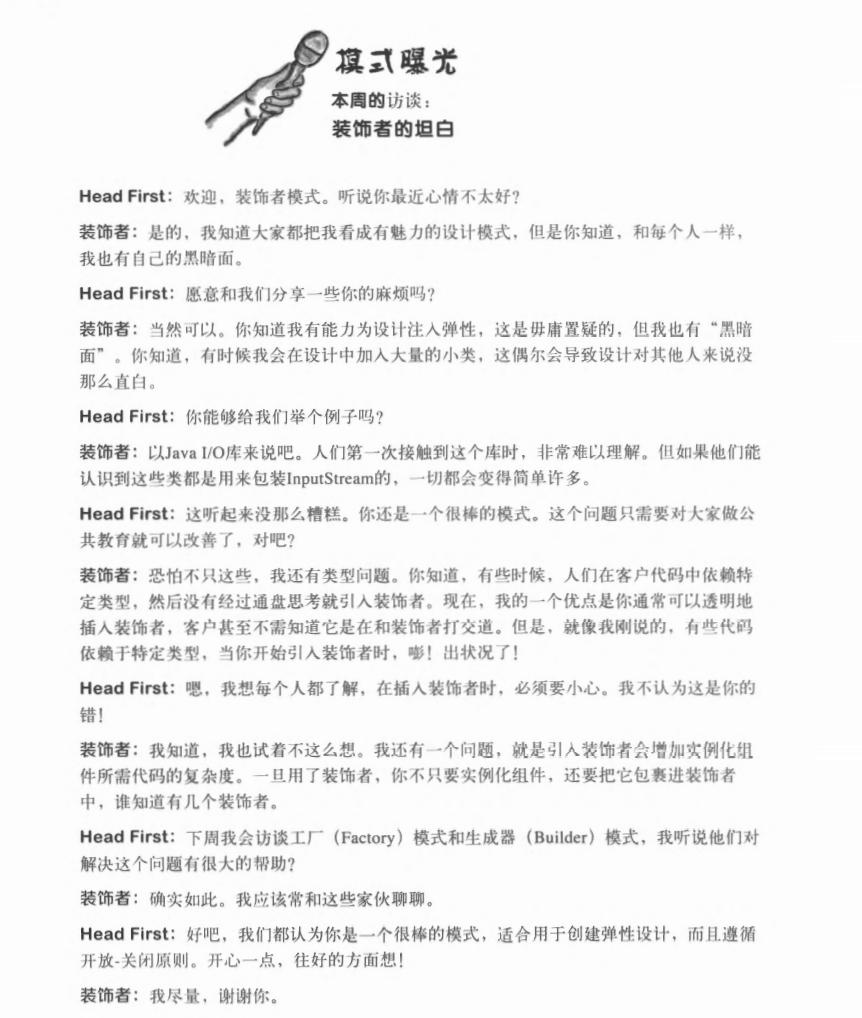 模式曝光
本周的访谈：
装饰者的坦白
Head First：欢迎，装饰者模式。听说你最近心情不太好？
装饰者：是的，我知道大家都把我看成有魅力的设计模式，但是你知道，和每个人一样，
我也有自己的黑暗面。
Head First：愿意和我们分享一些你的麻烦吗？
装饰者：当然可以。你知道我有能力为设计注入弹性，这是毋庸置疑的，但我也有“黑暗
面”。你知道，有时候我会在设计中加入大量的小类，这偶尔会导致设计对其他人来说没
那么直白。
Head First：你能够给我们举个例子吗？
装饰者：以Java I/O库来说吧。人们第一次接触到这个库时，非常难以理解。但如果他们能
认识到这些类都是用来包装InputStream的，一切都会变得简单许多。
Head First：这听起来没那么糟糕。你还是一个很棒的模式。这个问题只需要对大家做公
共教育就可以改善了，对吧？
装饰者：恐怕不只这些，我还有类型问题。你知道，有些时候，人们在客户代码中依赖特
定类型，然后没有经过通盘思考就引入装饰者。现在，我的一个优点是你通常可以透明地
插入装饰者，客户甚至不需知道它是在和装饰者打交道。但是，就像我刚说的，有些代码
依赖于特定类型，当你开始引入装饰者时，嘭！出状况了！
Head First：嗯，我想每个人都了解，在插入装饰者时，必须要小心。我不认为这是你的
错！
装饰者：我知道，我也试着不这么想。我还有一个问题，就是引入装饰者会增加实例化组
件所需代码的复杂度。一旦用了装饰者，你不只要实例化组件，还要把它包裹进装饰者
中，谁知道有几个装饰者。
Head First：下周我会访谈工厂（Factory）模式和生成器（Builder）模式，我听说他们对
解决这个问题有很大的帮助？
装饰者：确实如此。我应该常和这些家伙聊聊。
Head First：好吧，我们都认为你是一个很棒的模式，适合用于创建弹性设计，而且遵循
开放-关闭原则。开心一点，往好的方面想！
装饰者：我尽量，谢谢你。